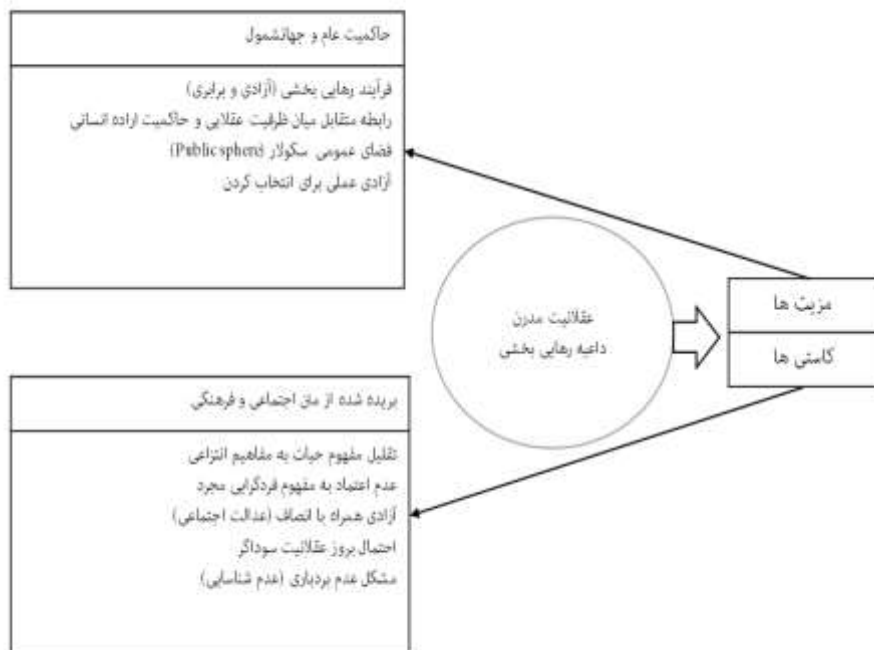 حاکمیت عام و جهانشمول
فرآیند رهایی بخشی (آزادی و برابری)
رابطه متقابل میان ظرفیت عقلایی و حاکمیت اراده انسانی
فضای عمومی سکولار (Public sphere)
آزادی عملی برای انتخاب کردن
عقلانیت مدرن
داعیه رهایی بخشی
مزیت ها
کاستی ها
بریده شده از متن اجتماعی و فرهنگی
تقلیل مفهوم حیات به مفاهیم انتزاعی
عدم اعتماد به مفهوم فردگرایی مجرد
آزادی همراه با انصاف (عدالت اجتماعی)
احتمال بروز عقلانیت سوداگر
مشکل عدم بردباری (عدم شناسایی)